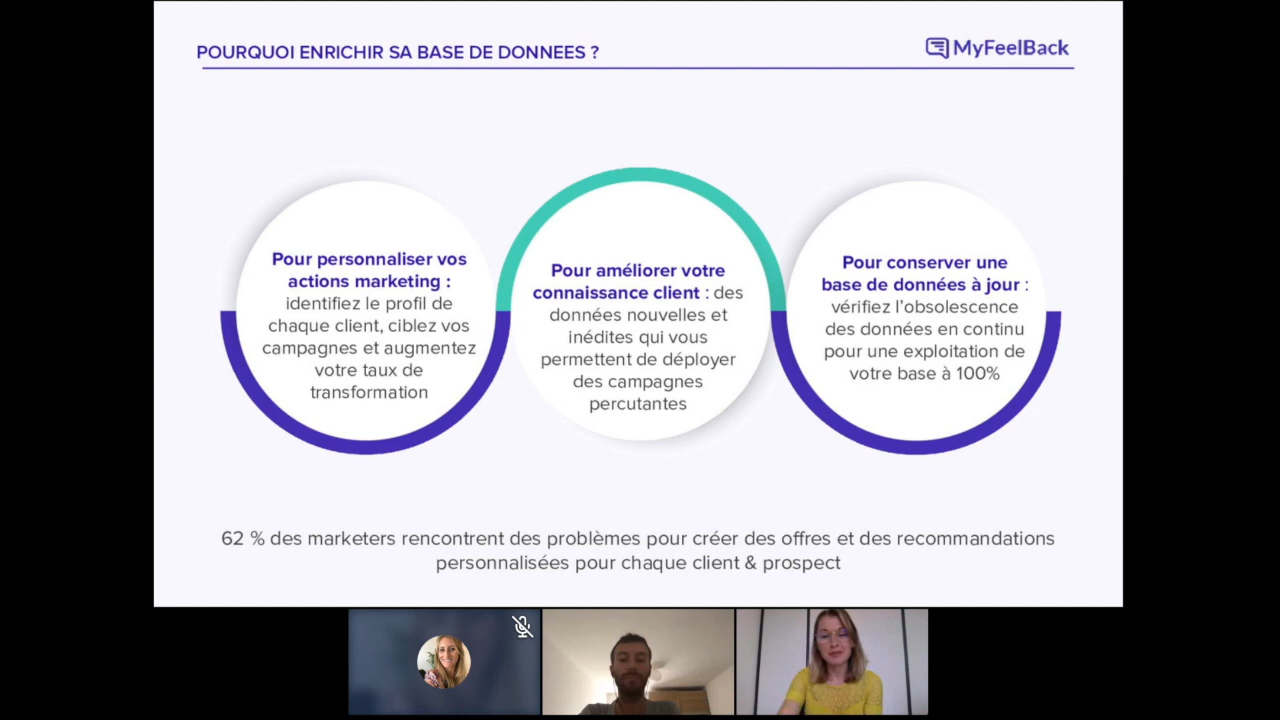 POURQUOI ENRICHIR SA BASE DE DONNEES ?
MyFeelBack
Pour personnaliser vos
actions marketing :
identifiez le profil de
chaque client, ciblez vos
campagnes et augmentez
votre taux de
transformation
Pour améliorer votre
connaissance client : des
données nouvelles et
inédites qui vous
permettent de déployer
des campagnes
percutantes
Pour conserver une
base de données à jour :
vérifiez l’obsolescence
des données en continu
pour une exploitation de
votre base à 100%
62 % des marketers rencontrent des problèmes pour créer des offres et des recommandations
personnalisées pour chaque client & prospect